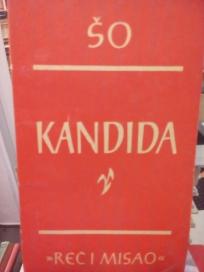 ŠO
KANDIDA
»REČ I MISAO«